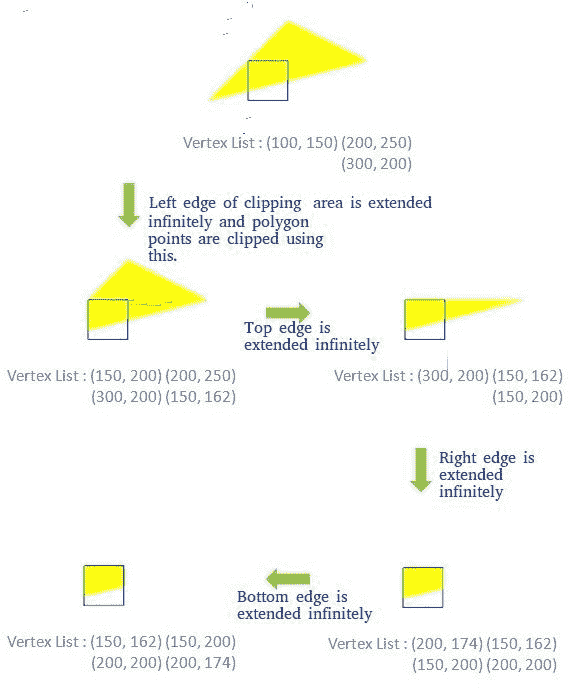 Vertex List : (100, 150) (200, 250)
(300, 200)
Left edge of clipping area is extended
infinitely and polygon
points are clipped using
this.
Top edge is
extended infinitely
Vertex List : (150, 200) (200, 250)
(300, 200) (150, 162)
Vertex List : (300, 200) (150, 162)
(150, 200)
Right edge is
extended
infinitely
Bottom edge is
extended infinitely
Vertex List : (150, 162) (150, 200)
(200, 200) (200, 174)
Vertex List : (200, 174) (150, 162)
(150, 200) (200, 200)